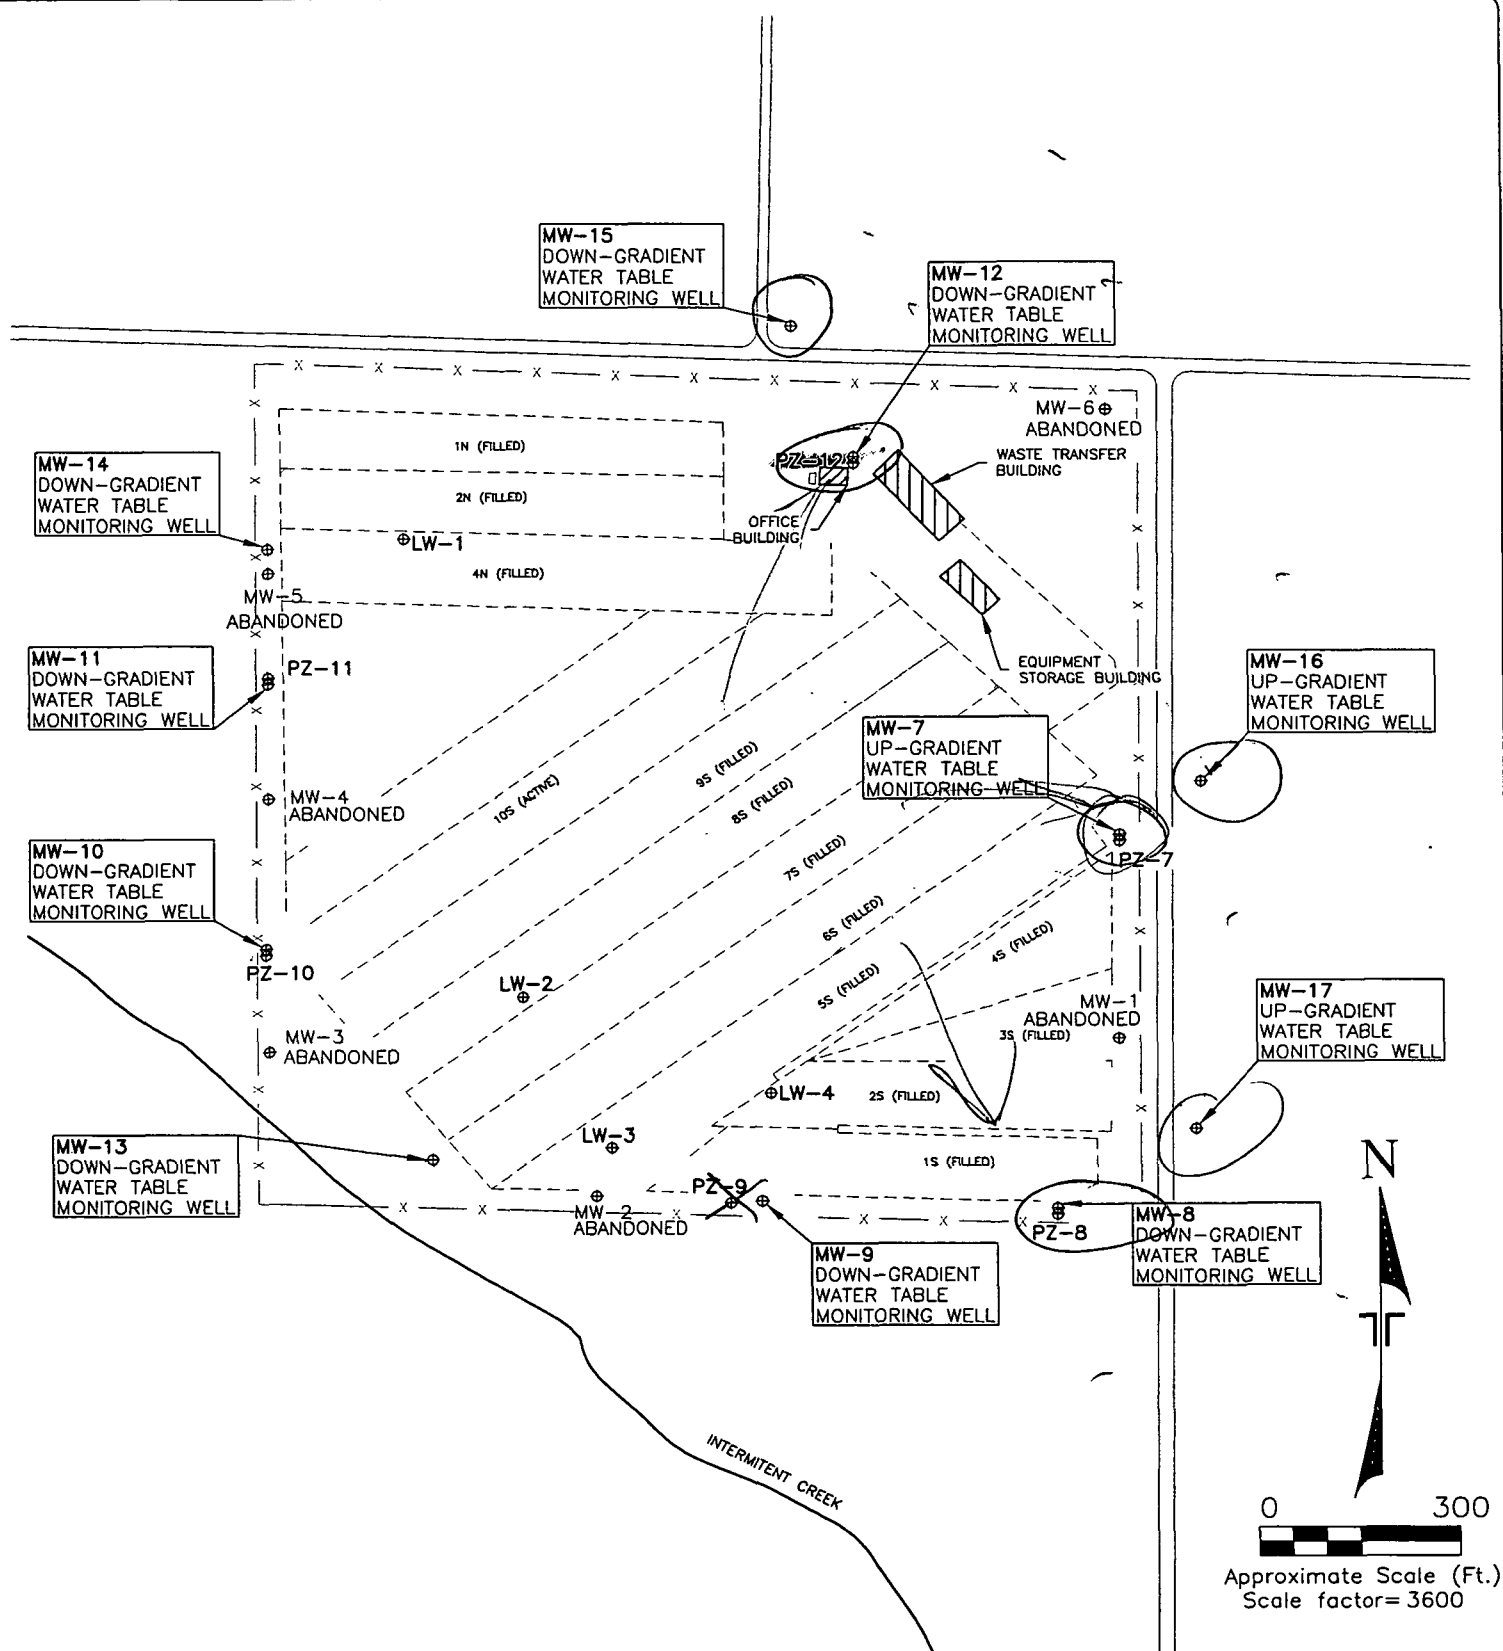 MW-15
DOWN-GRADIENT
WATER TABLE
MONITORING WELL
MW-12
DOWN-GRADIENT
WATER TABLE
MONITORING WELL
MW-6
ABANDONED
1N (FILLED)
PZ-12
WASTE TRANSFER
BUILDING
MW-14
DOWN-GRADIENT
WATER TABLE
MONITORING WELL
2N (FILLED)
OFFICE
BUILDING
LW-1
4N (FILLED)
MW-5
ABANDONED
MW-11
DOWN-GRADIENT
WATER TABLE
MONITORING WELL
PZ-11
EQUIPMENT
STORAGE BUILDING
MW-16
UP-GRADIENT
WATER TABLE
MONITORING WELL
MW-7
UP-GRADIENT
WATER TABLE
MONITORING WELL
9S (FILLED)
10S (ACTIVE)
8S (FILLED)
MW-4
ABANDONED
MW-10
DOWN-GRADIENT
WATER TABLE
MONITORING WELL
7S (FILLED)
PZ-7
6S (FILLED)
4S (FILLED)
PZ-10
LW-2
5S (FILLED)
MW-17
UP-GRADIENT
WATER TABLE
MONITORING WELL
MW-1
ABANDONED
3S (FILLED)
MW-3
ABANDONED
LW-4
2S (FILLED)
LW-3
MW-13
DOWN-GRADIENT
WATER TABLE
MONITORING WELL
1S (FILLED)
N
PZ-9
MW-2
ABANDONED
PZ-8
MW-8
DOWN-GRADIENT
WATER TABLE
MONITORING WELL
MW-9
DOWN-GRADIENT
WATER TABLE
MONITORING WELL
INTERMITENT CREEK
0 300
Approximate Scale (Ft.)
Scale factor= 3600